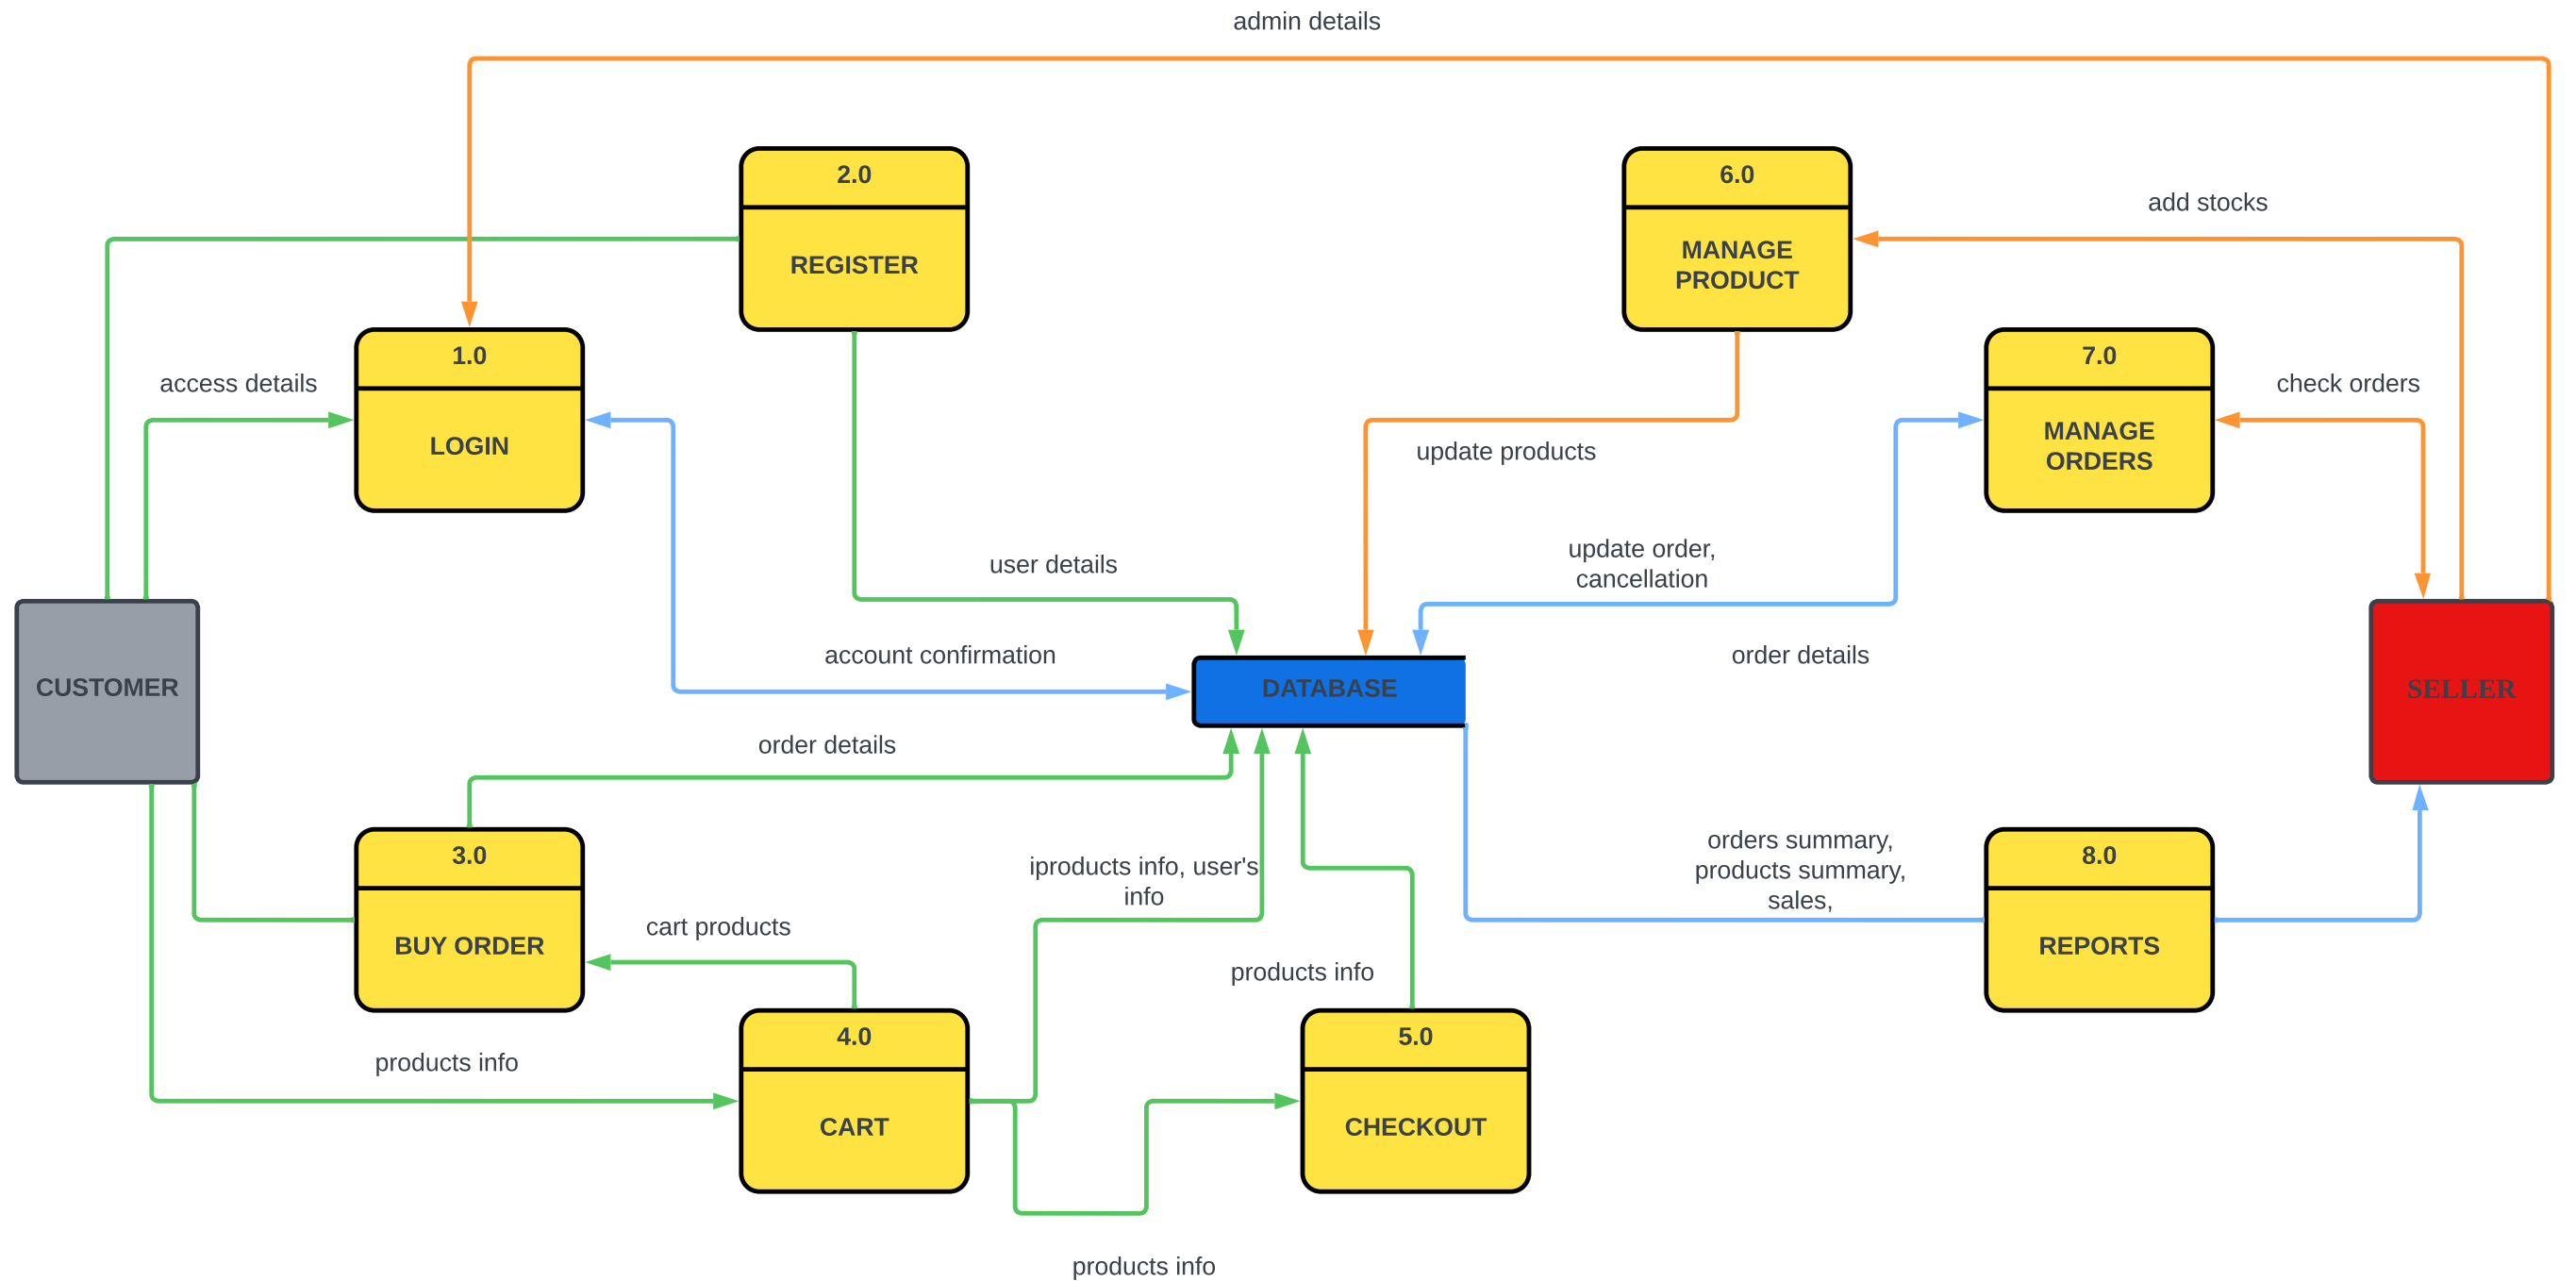 admin details
2.0
REGISTER
6.0
MANAGE
PRODUCT
add stocks
1.0
LOGIN
access details
7.0
MANAGE
ORDERS
check orders
update products
user details
update order,
cancellation
account confirmation
order details
CUSTOMER
DATABASE
SELLER
order details
3.0
BUY ORDER
iproducts info, user's
info
orders summary,
products summary,
sales,
8.0
REPORTS
cart products
products info
4.0
CART
5.0
CHECKOUT
products info
products info